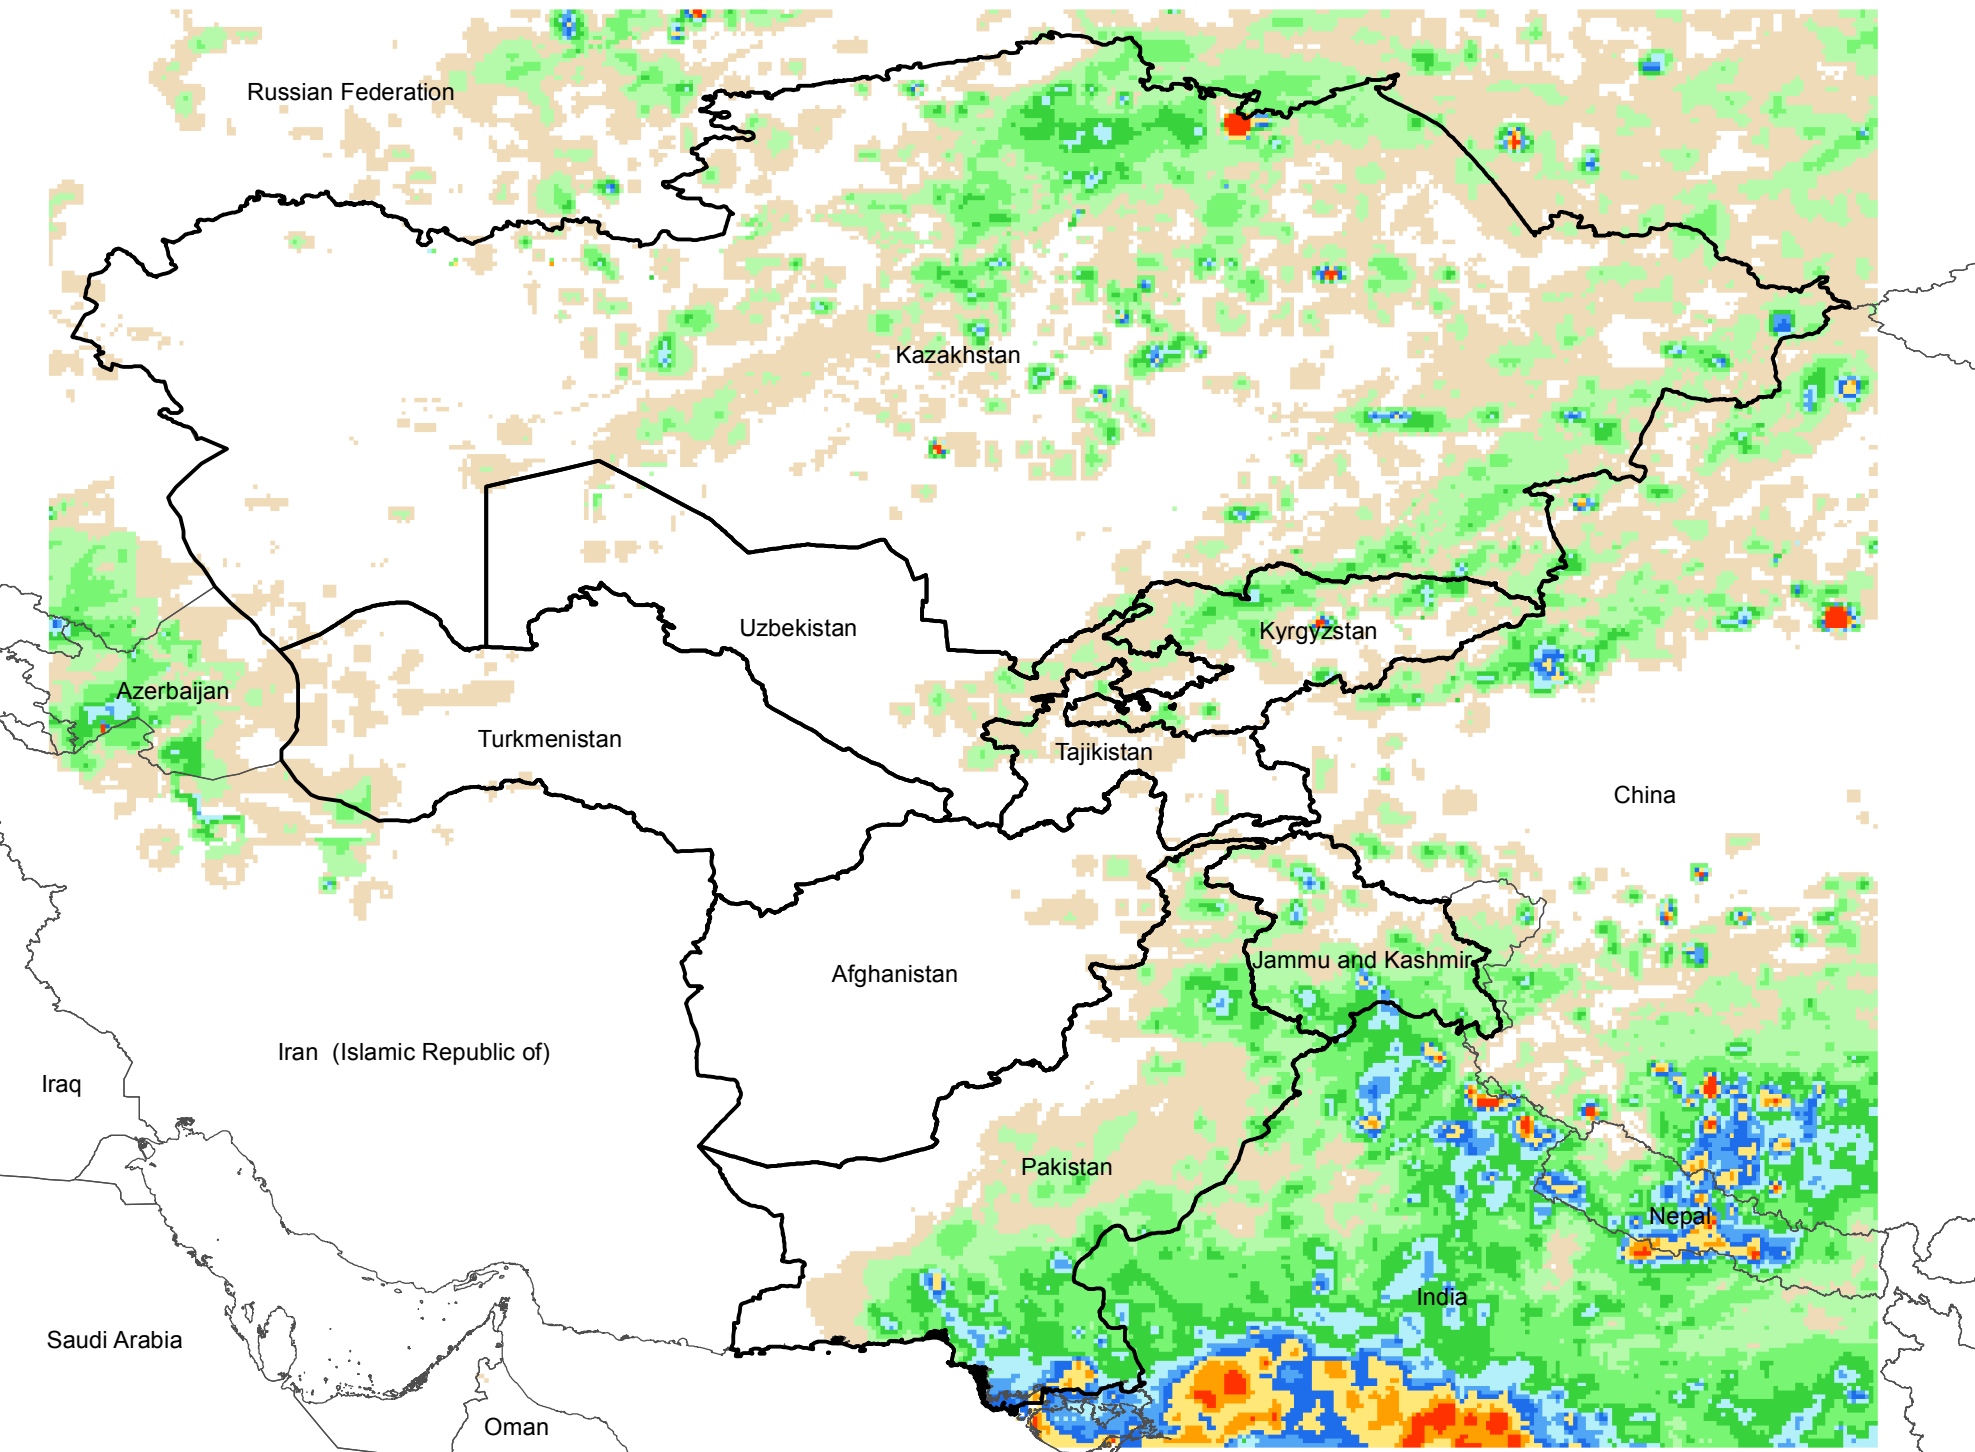 Russian Federation
Kazakhstan
Uzbekistan
Kyrgyzstan
Azerbaijan
Turkmenistan
Tajikistan
China
Jammu and Kashmir
Afghanistan
Iran  (Islamic Republic of)
Iraq
Pakistan
Nepal
India
Saudi Arabia
Oman